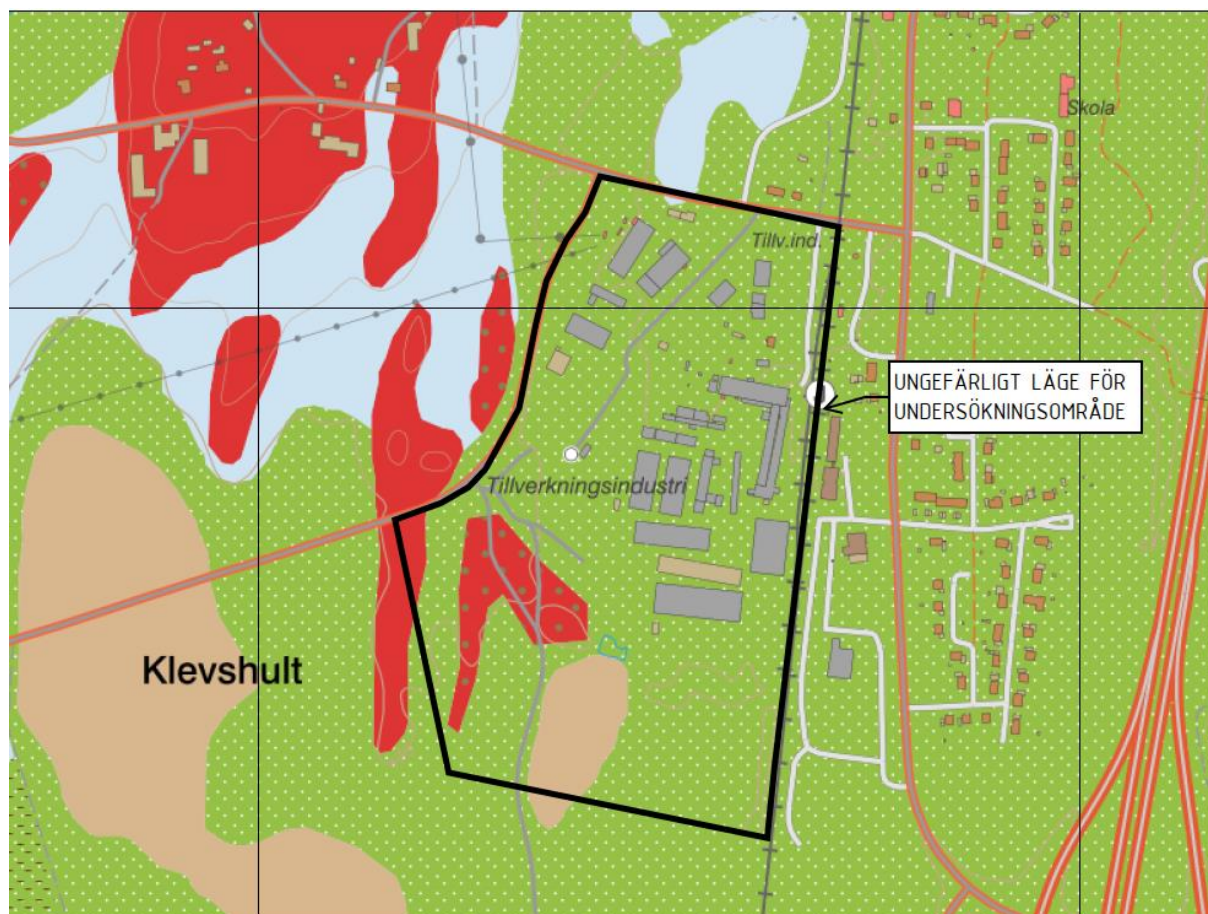 Skola
Tillv.ind.
UNGEFÄRLIGT LÄGE FÖR
UNDERSÖKNINGSOMRÅDE
Tillverkningsindustri
Klevshult